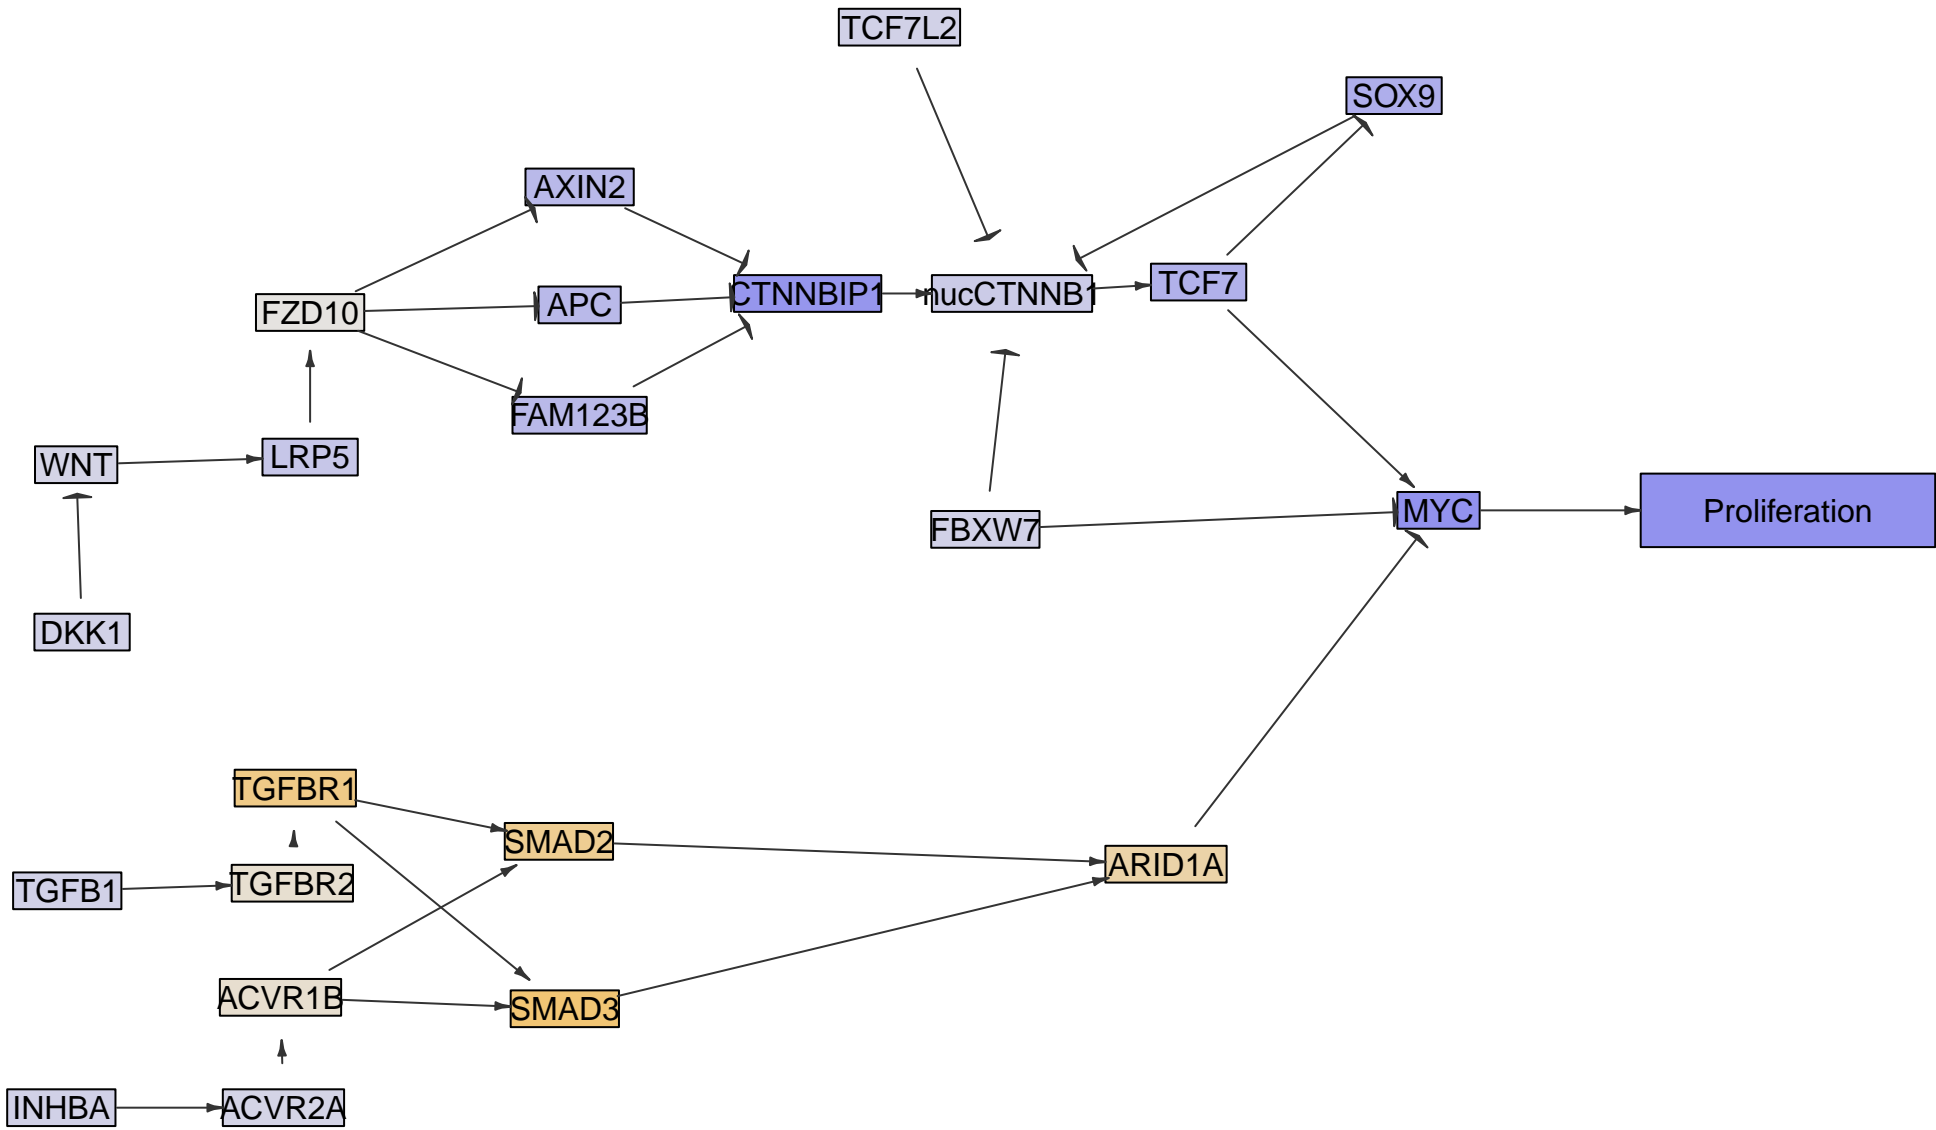 TCF7L2
SOX9
AXIN2
FZD10
APC
CTNNBIP1
nucCTNNB1
TCF7
FAM123B
WNT
LRP5
FBXW7
MYC
Proliferation
DKK1
TGFBR1
SMAD2
ARID1A
TGFB1
TGFBR2
ACVR1B
SMAD3
INHBA
ACVR2A